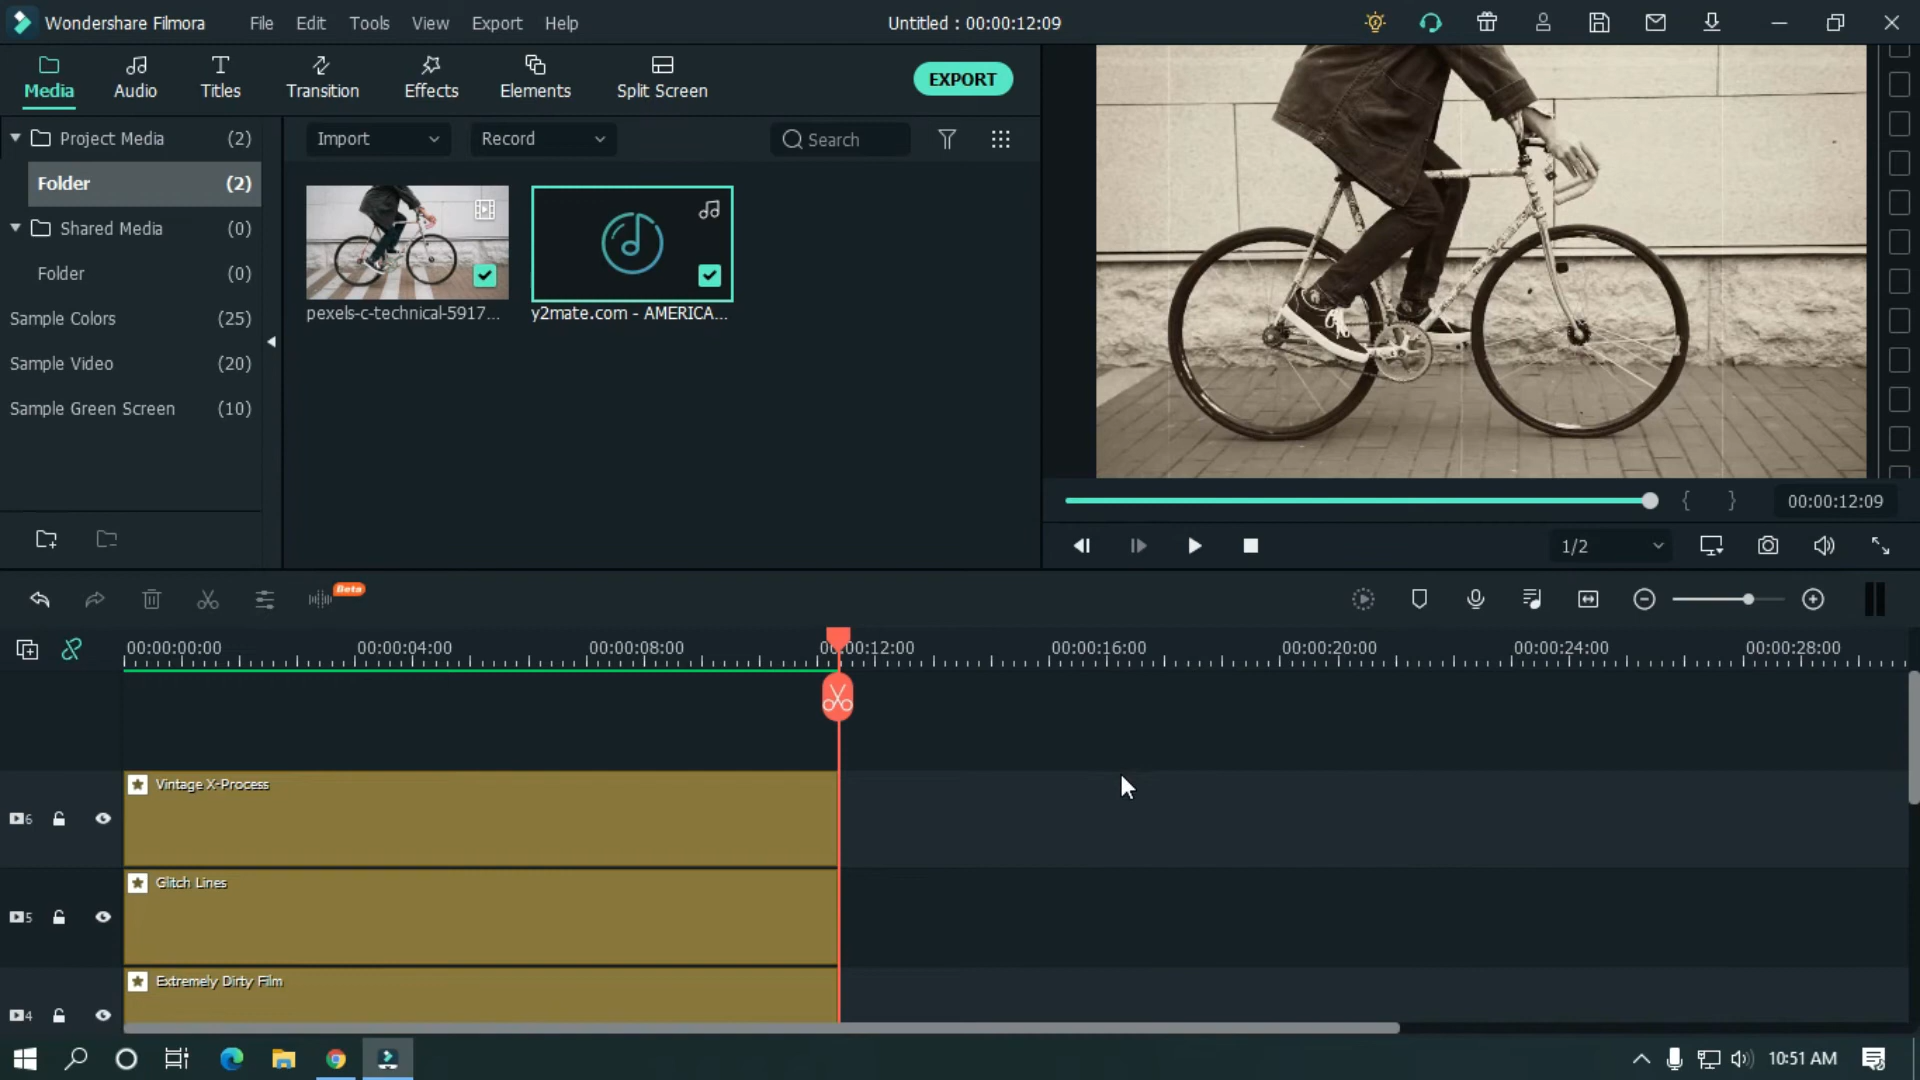 Wondershare Filmora
File Edit Tools View Export Help
Untitled : 00:00:12:09
Media Audio Titles Transition Effects Elements Split Screen
EXPORT
Project Media (2)
Folder (2)
Shared Media (0)
Folder (0)
Sample Colors (25)
Sample Video (20)
Sample Green Screen (10)
Import Record Search
pexels-c-technical-5917... y2mate.com - AMERICA...
00:00:12:09
1/2
Beta
00:00:00:00 00:00:04:00 00:00:08:00 00:00:12:00 00:00:16:00 00:00:20:00 00:00:24:00 00:00:28:00
Vintage X-Process
6
Glitch Lines
5
Extremely Dirty Film
4
10:51 AM